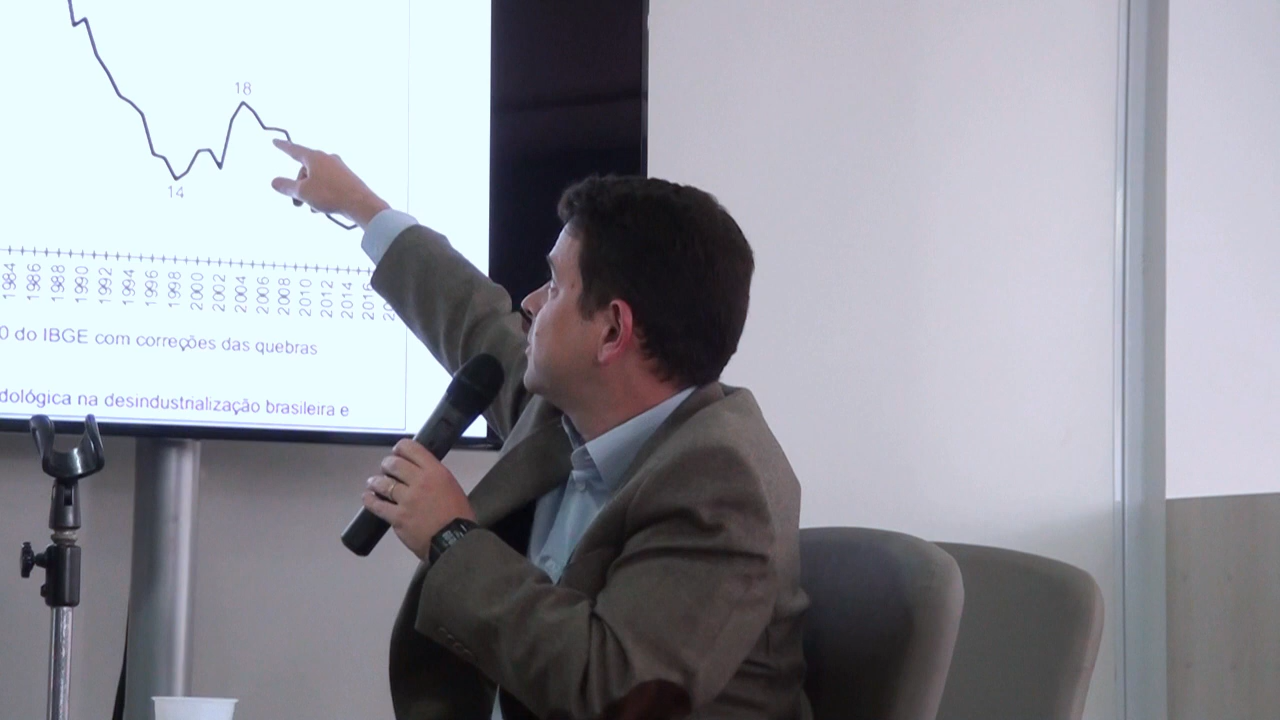 18
14
1984 1986 1988 1990 1992 1994 1996 1998 2000 2002 2004 2006 2008 2010 2012 2014 2016
0 do IBGE com correções das quebras
dológica na desindustrialização brasileira e